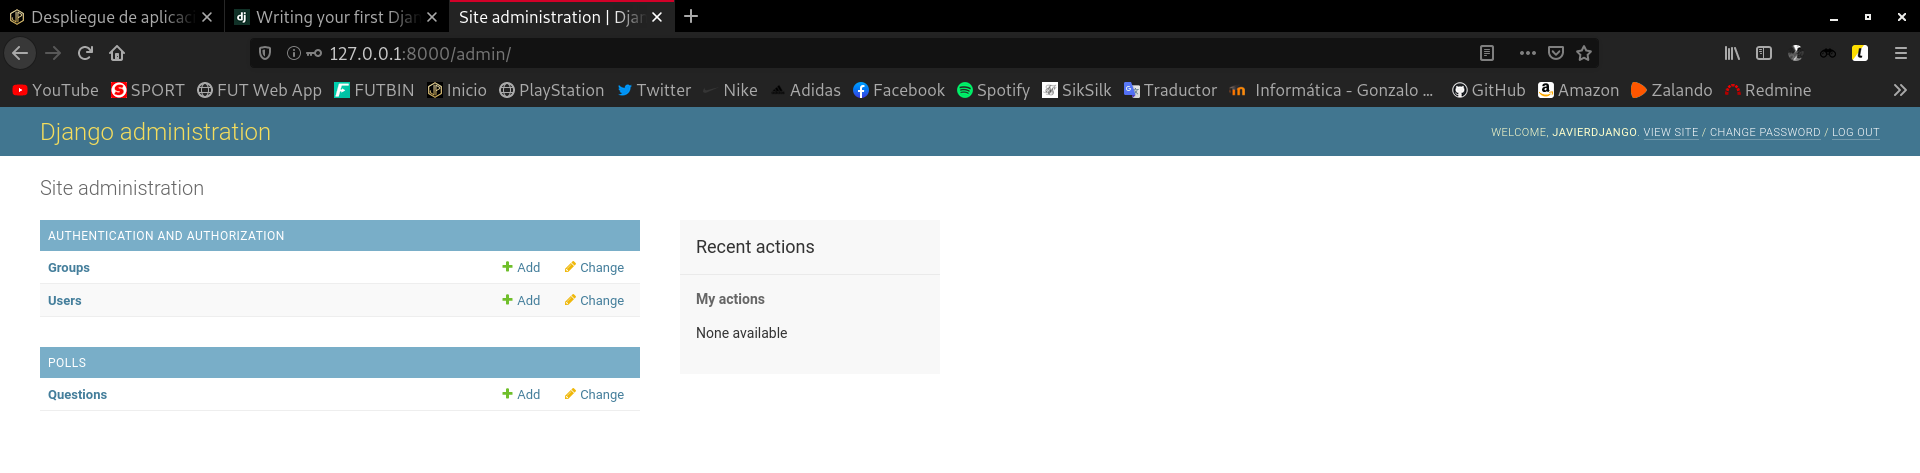 Despliegue de aplicac Writing your first Djan Site administration | Djan
127.0.0.1:8000/admin/
YouTube SPORT FUT Web App FUTBIN Inicio PlayStation Twitter Nike Adidas Facebook Spotify SikSilk Traductor Informática - Gonzalo ... GitHub Amazon Zalando Redmine
Django administration WELCOME, JAVIERDJANGO. VIEW SITE / CHANGE PASSWORD / LOG OUT
Site administration
AUTHENTICATION AND AUTHORIZATION
Groups Add Change
Users Add Change
POLLS
Questions Add Change
Recent actions
My actions
None available